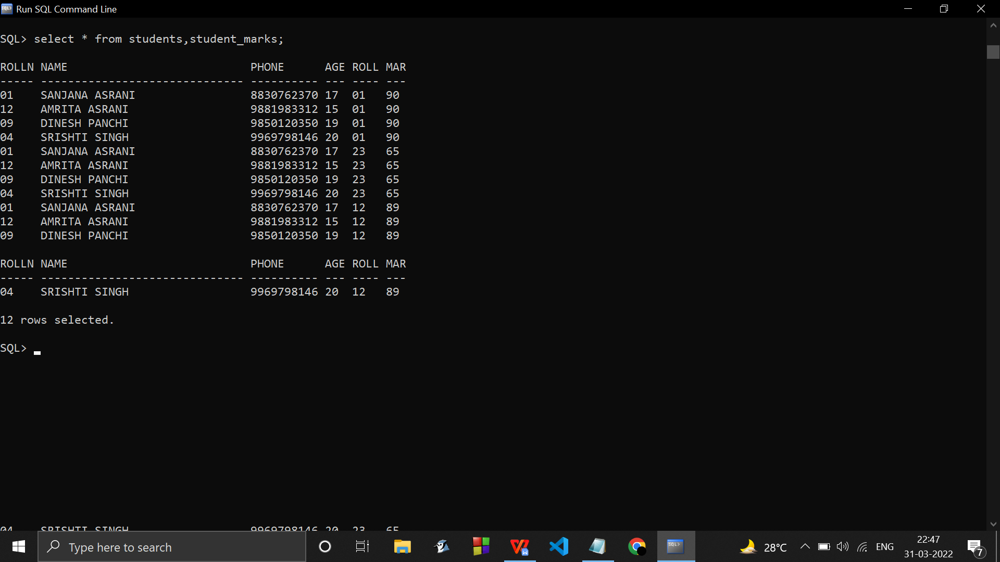 Run SQL Command Line
SQL> select * from students,student_marks;
ROLLN NAME                           PHONE      AGE ROLL MAR
----- ------------------------------ ---------- --- ---- ---
01    SANJANA ASRANI                 8830762370 17  01   90
12    AMRITA ASRANI                  9881983312 15  01   90
09    DINESH PANCHI                  9850120350 19  01   90
04    SRISHTI SINGH                  9969798146 20  01   90
01    SANJANA ASRANI                 8830762370 17  23   65
12    AMRITA ASRANI                  9881983312 15  23   65
09    DINESH PANCHI                  9850120350 19  23   65
04    SRISHTI SINGH                  9969798146 20  23   65
01    SANJANA ASRANI                 8830762370 17  12   89
12    AMRITA ASRANI                  9881983312 15  12   89
09    DINESH PANCHI                  9850120350 19  12   89
ROLLN NAME                           PHONE      AGE ROLL MAR
----- ------------------------------ ---------- --- ---- ---
04    SRISHTI SINGH                  9969798146 20  12   89
12 rows selected.
SQL>
04    SRISHTI SINGH                  9969798146 20  23   65
Type here to search
28°C
ENG
22:47
31-03-2022
7